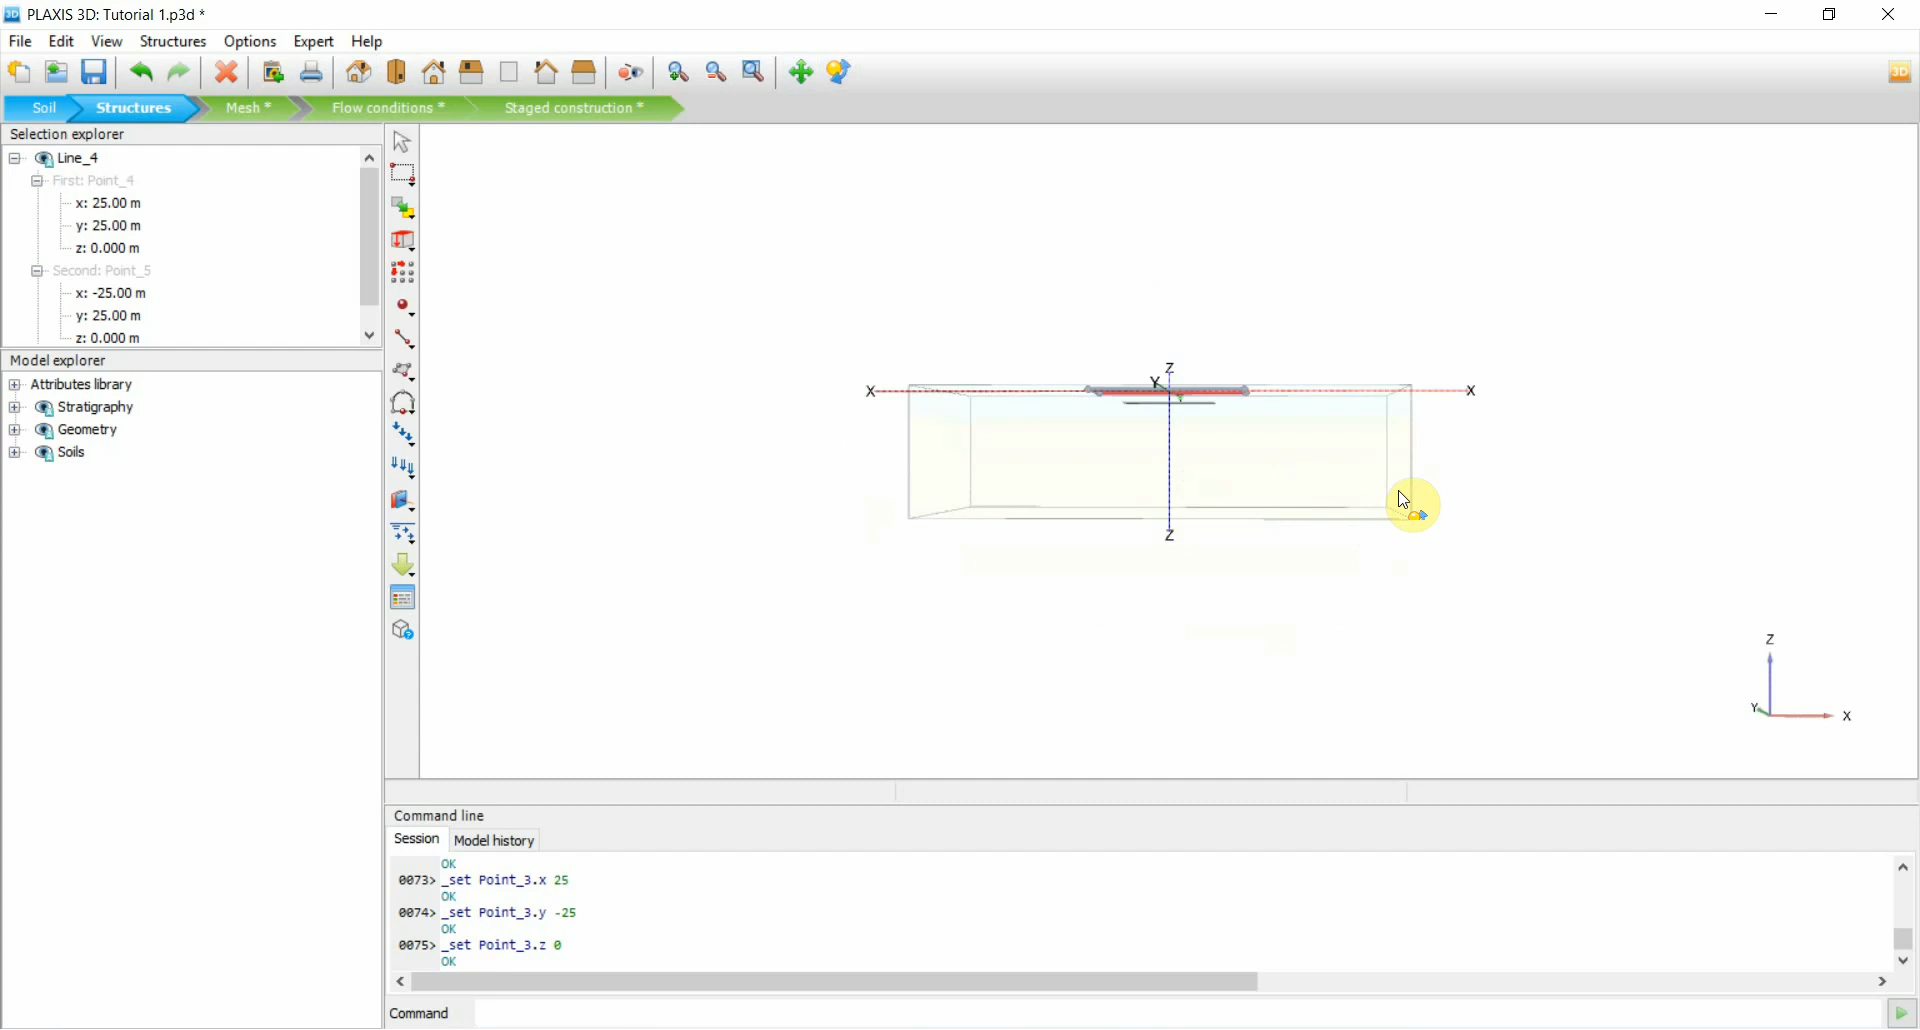 PLAXIS 3D: Tutorial 1.p3d *
File Edit View Structures Options Expert Help
3D
Soil Structures Mesh * Flow conditions * Staged construction *
Selection explorer
Line_4
First: Point_4
x: 25.00 m
y: 25.00 m
z: 0.000 m
Second: Point_5
x: -25.00 m
y: 25.00 m
z: 0.000 m
Model explorer
Attributes library
Stratigraphy
Geometry
Soils
Z
Y
X X
Z
Z
Y X
Command line
Session Model history
OK
0073> _set Point_3.x 25
OK
0074> _set Point_3.y -25
OK
0075> _set Point_3.z 0
OK
Command